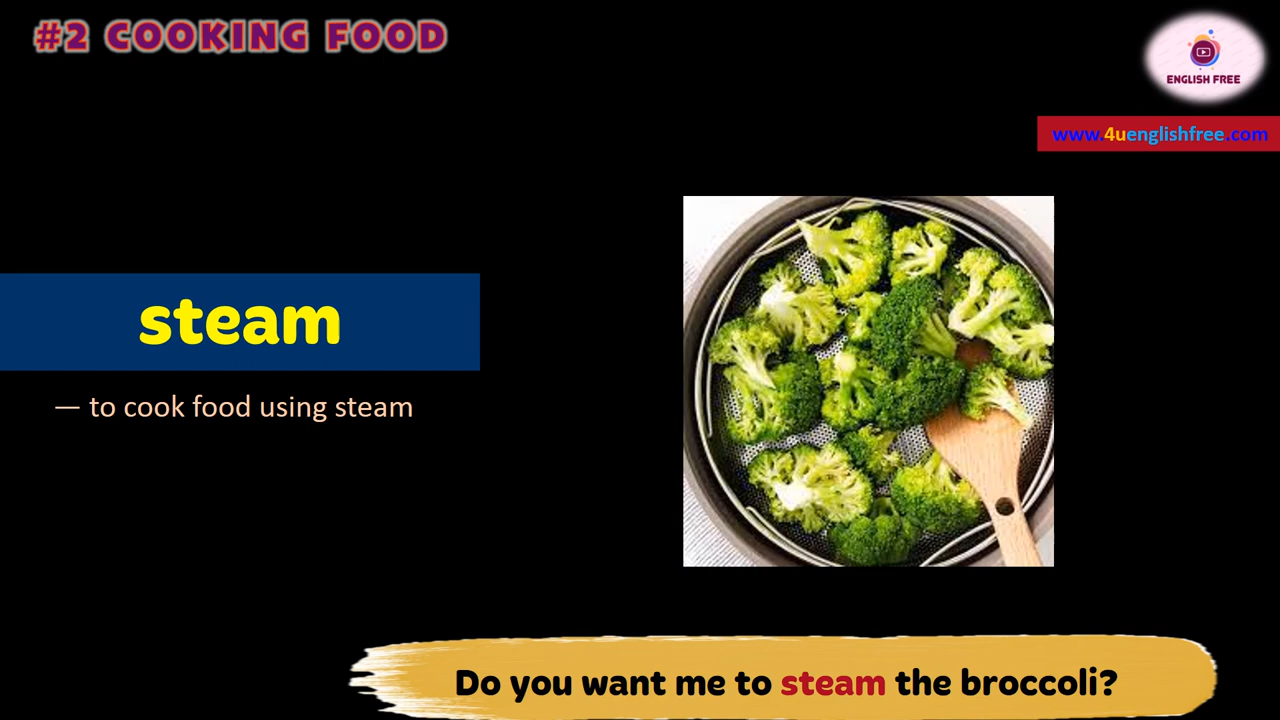 #2 COOKING FOOD
ENGLISH FREE
www.4uenglishfree.com
steam
— to cook food using steam
Do you want me to steam the broccoli?